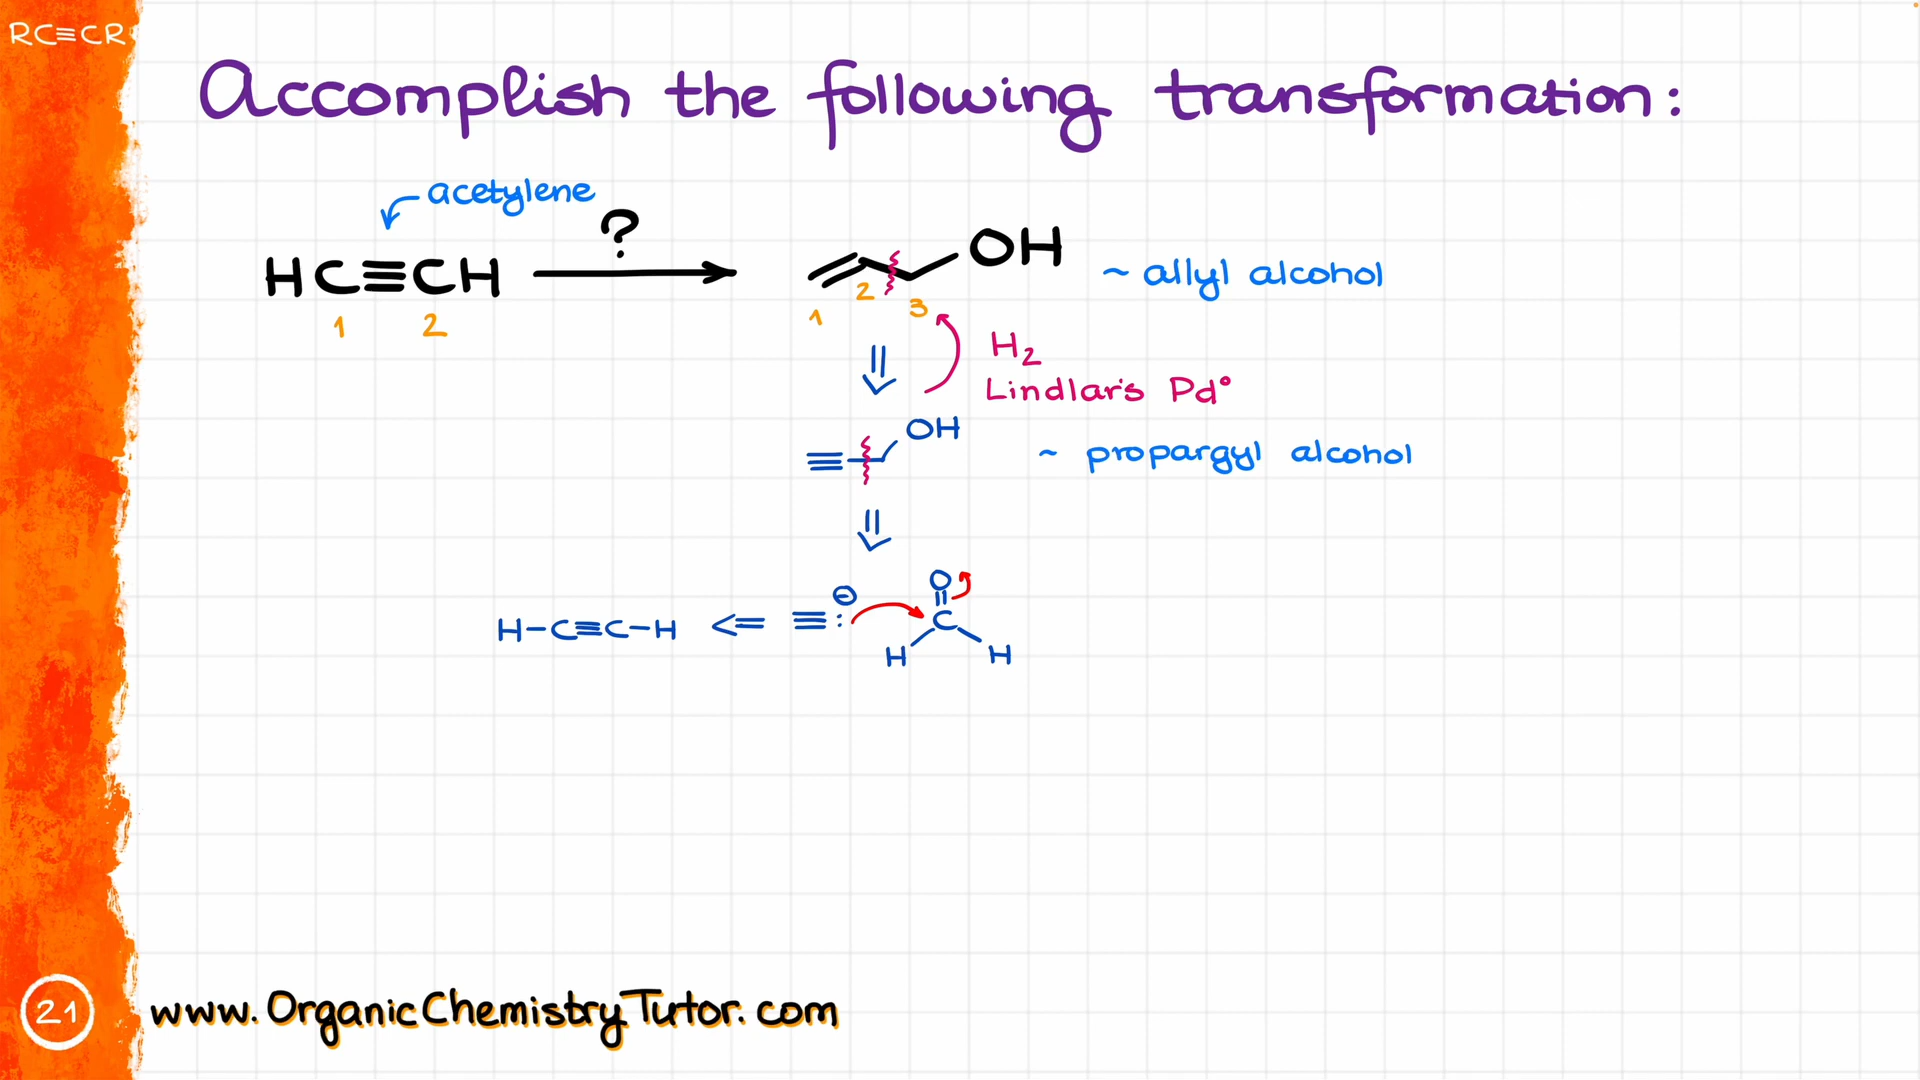 RC≡CR
Accomplish the following transformation:
acetylene
?
HC≡CH
OH
~ allyl alcohol
1 2
1 2 3
H₂
Lindlar's Pd°
OH
~ propargyl alcohol
H-C≡C-H <= ≡:⊖
O
C
H H
21
www.OrganicChemistryTutor.com